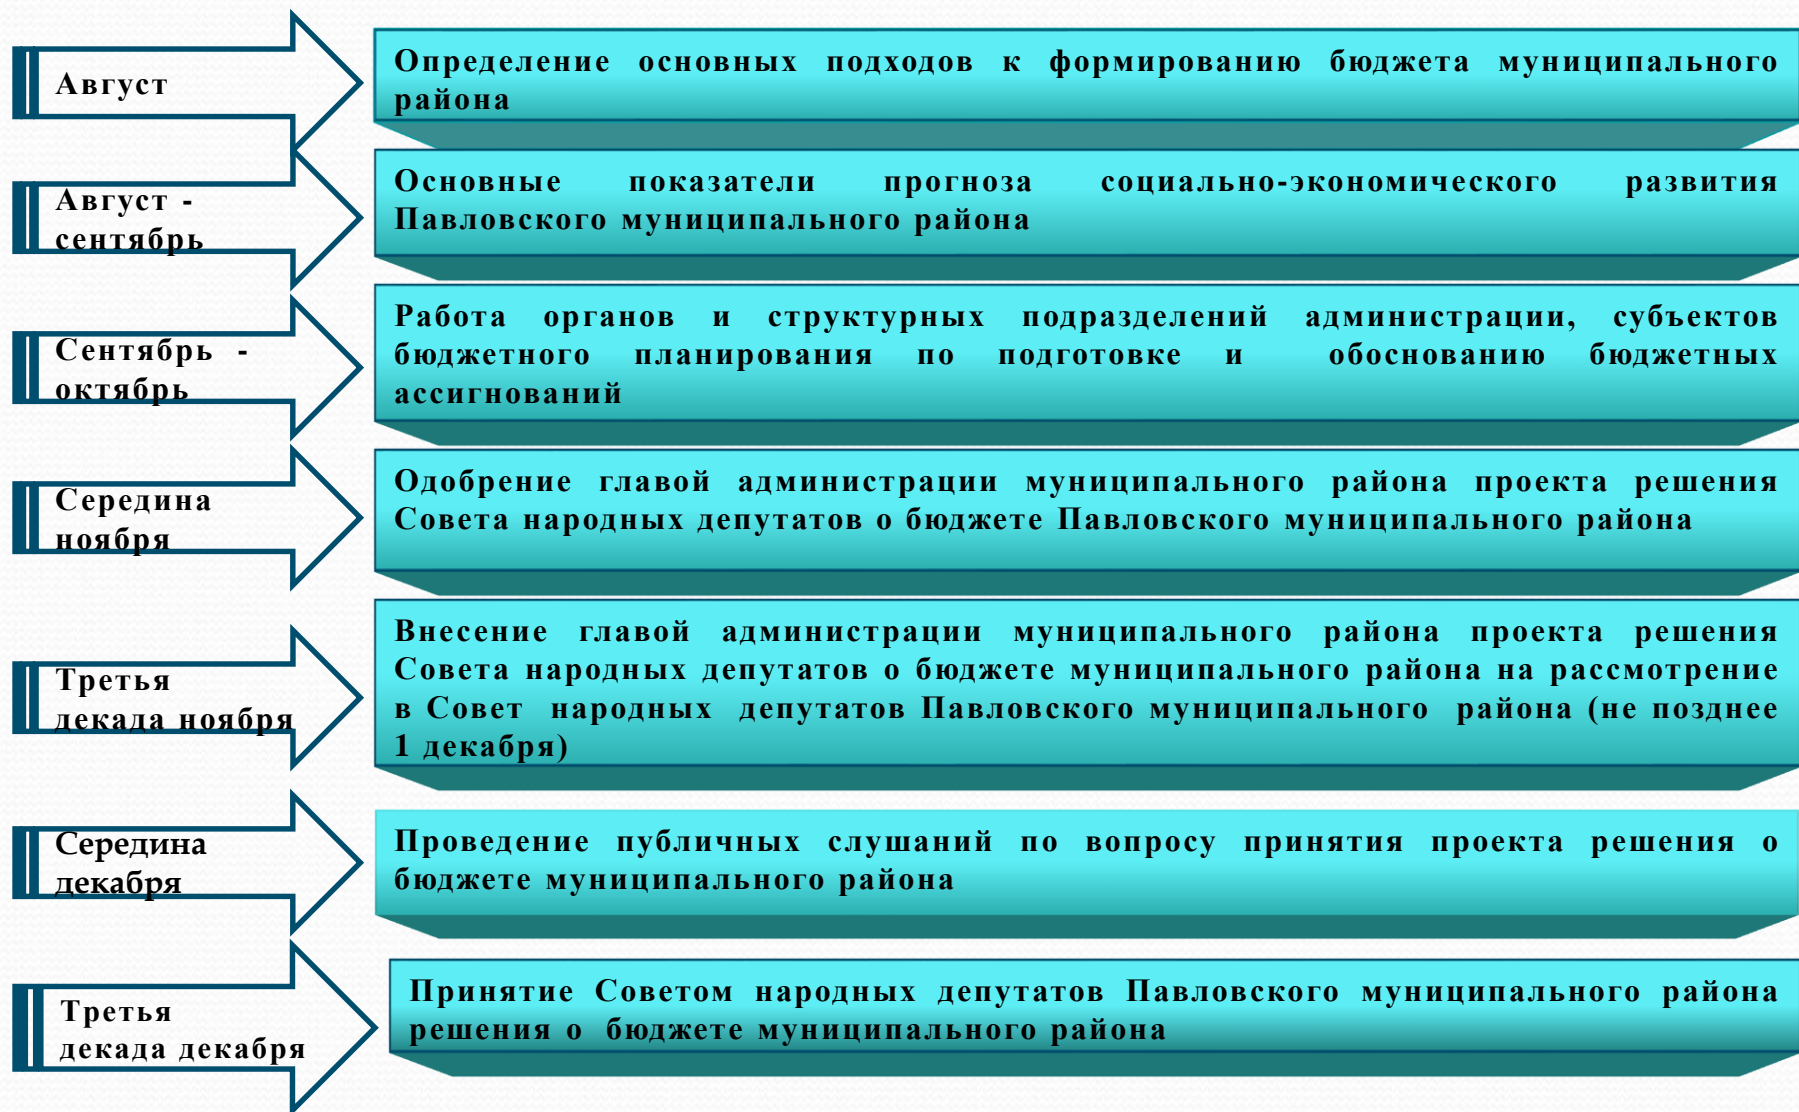 Август
Определение основных подходов к формированию бюджета муниципального
района
Август -
сентябрь
Основные показатели прогноза социально-экономического развития
Павловского муниципального района
Сентябрь -
октябрь
Работа органов и структурных подразделений администрации, субъектов
бюджетного планирования по подготовке и обоснованию бюджетных
ассигнований
Середина
ноября
Одобрение главой администрации муниципального района проекта решения
Совета народных депутатов о бюджете Павловского муниципального района
Третья
декада ноября
Внесение главой администрации муниципального района проекта решения
Совета народных депутатов о бюджете муниципального района на рассмотрение
в Совет народных депутатов Павловского муниципального района (не позднее
1 декабря)
Середина
декабря
Проведение публичных слушаний по вопросу принятия проекта решения о
бюджете муниципального района
Третья
декада декабря
Принятие Советом народных депутатов Павловского муниципального района
решения о бюджете муниципального района